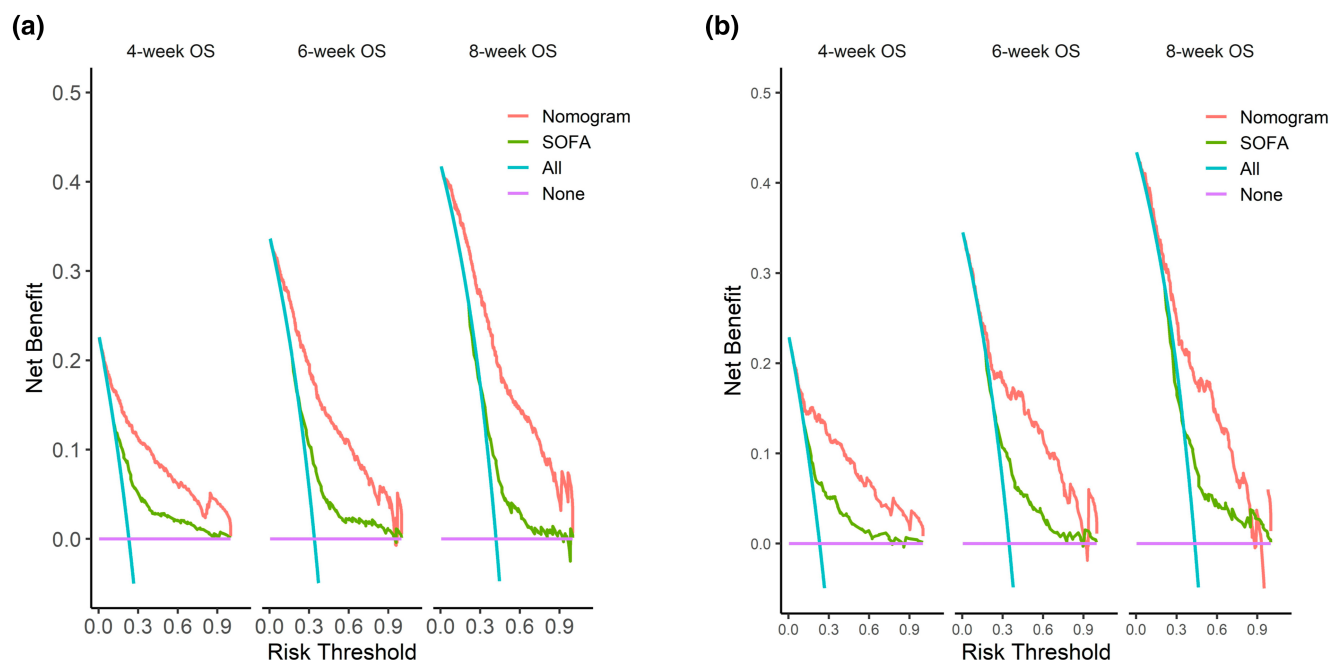 (a)
4-week OS 6-week OS 8-week OS
0.5
0.4
0.3
0.2
0.1
0.0
Net Benefit
Nomogram
SOFA
All
None
0.0 0.3 0.6 0.9 0.0 0.3 0.6 0.9 0.0 0.3 0.6 0.9
Risk Threshold
(b)
4-week OS 6-week OS 8-week OS
0.5
0.4
0.3
0.2
0.1
0.0
Net Benefit
Nomogram
SOFA
All
None
0.0 0.3 0.6 0.9 0.0 0.3 0.6 0.9 0.0 0.3 0.6 0.9
Risk Threshold